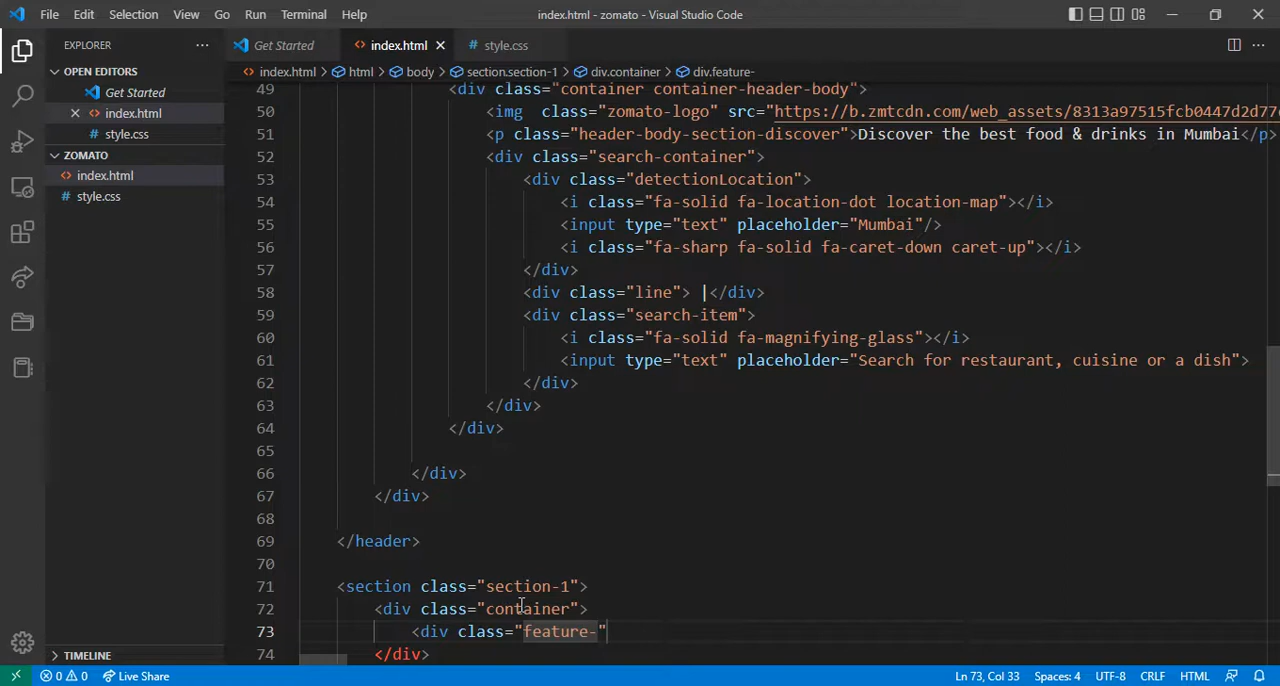 File Edit Selection View Go Run Terminal Help index.html - zomato - Visual Studio Code
EXPLORER ... Get Started index.html style.css
OPEN EDITORS
Get Started
index.html
style.css
ZOMATO
index.html
style.css
TIMELINE
index.html > html > body > section.section-1 > div.container > div.feature-
49 <div class="container container-header-body">
50 <img class="zomato-logo" src="https://b.zmtcdn.com/web_assets/8313a97515fcb0447d2d77
51 <p class="header-body-section-discover">Discover the best food & drinks in Mumbai</p>
52 <div class="search-container">
53 <div class="detectionLocation">
54 <i class="fa-solid fa-location-dot location-map"></i>
55 <input type="text" placeholder="Mumbai"/>
56 <i class="fa-sharp fa-solid fa-caret-down caret-up"></i>
57 </div>
58 <div class="line"> |</div>
59 <div class="search-item">
60 <i class="fa-solid fa-magnifying-glass"></i>
61 <input type="text" placeholder="Search for restaurant, cuisine or a dish">
62 </div>
63 </div>
64 </div>
65
66 </div>
67 </div>
68
69 </header>
70
71 <section class="section-1">
72 <div class="container">
73 <div class="feature-"
74 </div>
0 0 Live Share Ln 73, Col 33 Spaces: 4 UTF-8 CRLF HTML